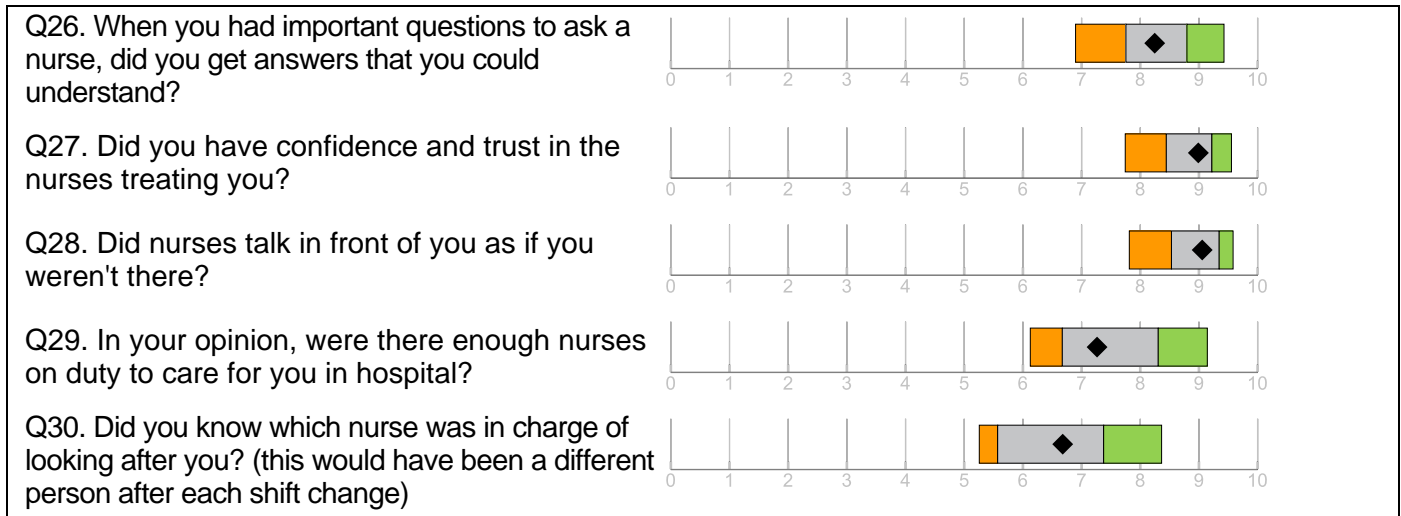 Q26. When you had important questions to ask a
nurse, did you get answers that you could
understand?
0 1 2 3 4 5 6 7 8 9 10
Q27. Did you have confidence and trust in the
nurses treating you?
0 1 2 3 4 5 6 7 8 9 10
Q28. Did nurses talk in front of you as if you
weren't there?
0 1 2 3 4 5 6 7 8 9 10
Q29. In your opinion, were there enough nurses
on duty to care for you in hospital?
0 1 2 3 4 5 6 7 8 9 10
Q30. Did you know which nurse was in charge of
looking after you? (this would have been a different
person after each shift change)
0 1 2 3 4 5 6 7 8 9 10